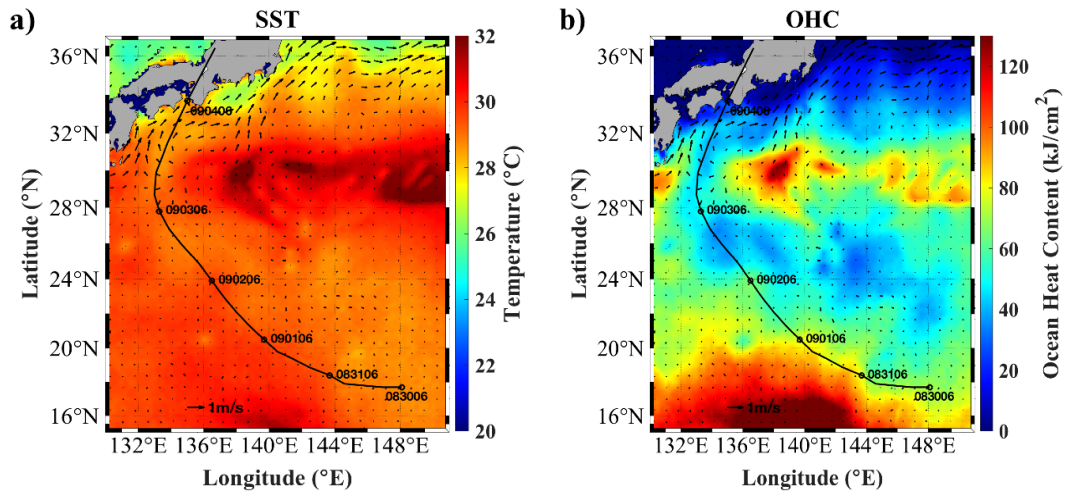 a)
SST
36°N
32°N
28°N
24°N
20°N
16°N
Latitude (°N)
132°E 136°E 140°E 144°E 148°E
Longitude (°E)
090406
090306
090206
090106
083106
083006
1m/s
32
30
28
26
24
22
20
Temperature (°C)
b)
OHC
36°N
32°N
28°N
24°N
20°N
16°N
Latitude (°N)
132°E 136°E 140°E 144°E 148°E
Longitude (°E)
090406
090306
090206
090106
083106
083006
1m/s
120
100
80
60
40
20
0
Ocean Heat Content (kJ/cm²)